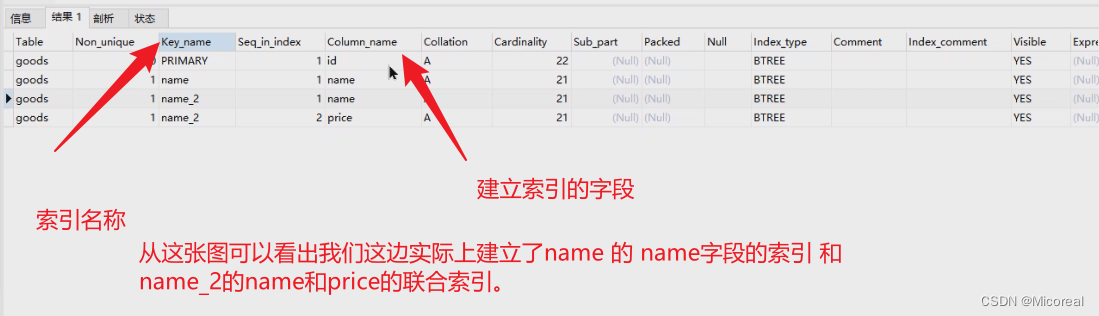 信息 结果 1 剖析 状态
Table Non_unique Key_name Seq_in_index Column_name Collation Cardinality Sub_part Packed Null Index_type Comment Index_comment Visible Expre
goods PRIMARY 1 id A 22 (Null) (Null) BTREE YES (Null)
goods 1 name 1 name A 21 (Null) (Null) BTREE YES (Null)
goods 1 name_2 1 name A 21 (Null) (Null) BTREE YES (Null)
goods 1 name_2 2 price A 21 (Null) (Null) BTREE YES (Null)
建立索引的字段
索引名称
从这张图可以看出我们这边实际上建立了name 的 name字段的索引 和
name_2的name和price的联合索引。
CSDN @Micoreal